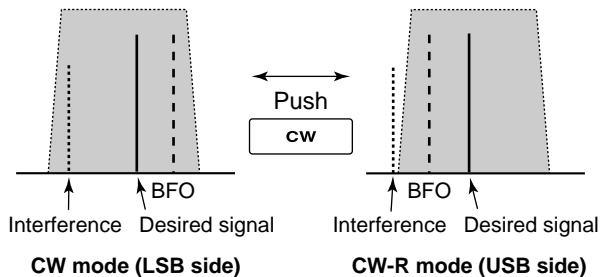 Push
CW
BFO
Interference
Desired signal
CW mode (LSB side)
BFO
Interference
Desired signal
CW-R mode (USB side)